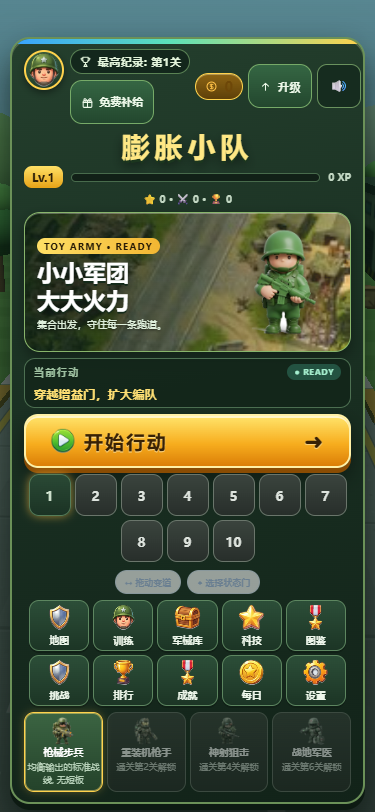 最高纪录: 第1关
免费补给
0
↑ 升级
膨胀小队
Lv.1
0 XP
0 • 0 • 0
TOY ARMY • READY
小小军团
大大火力
集合出发，守住每一条跑道。
当前行动
• READY
穿越增益门，扩大编队
开始行动 →
1 2 3 4 5 6 7
8 9 10
↔ 拖动变道
+ 选择状态门
地图 训练 军械库 科技 图鉴
挑战 排行 成就 每日 设置
枪械步兵 重装机枪手 神剑狙击 战地军医
均衡输出的标准战线, 无短板
通关第2关解锁 通关第4关解锁 通关第6关解锁